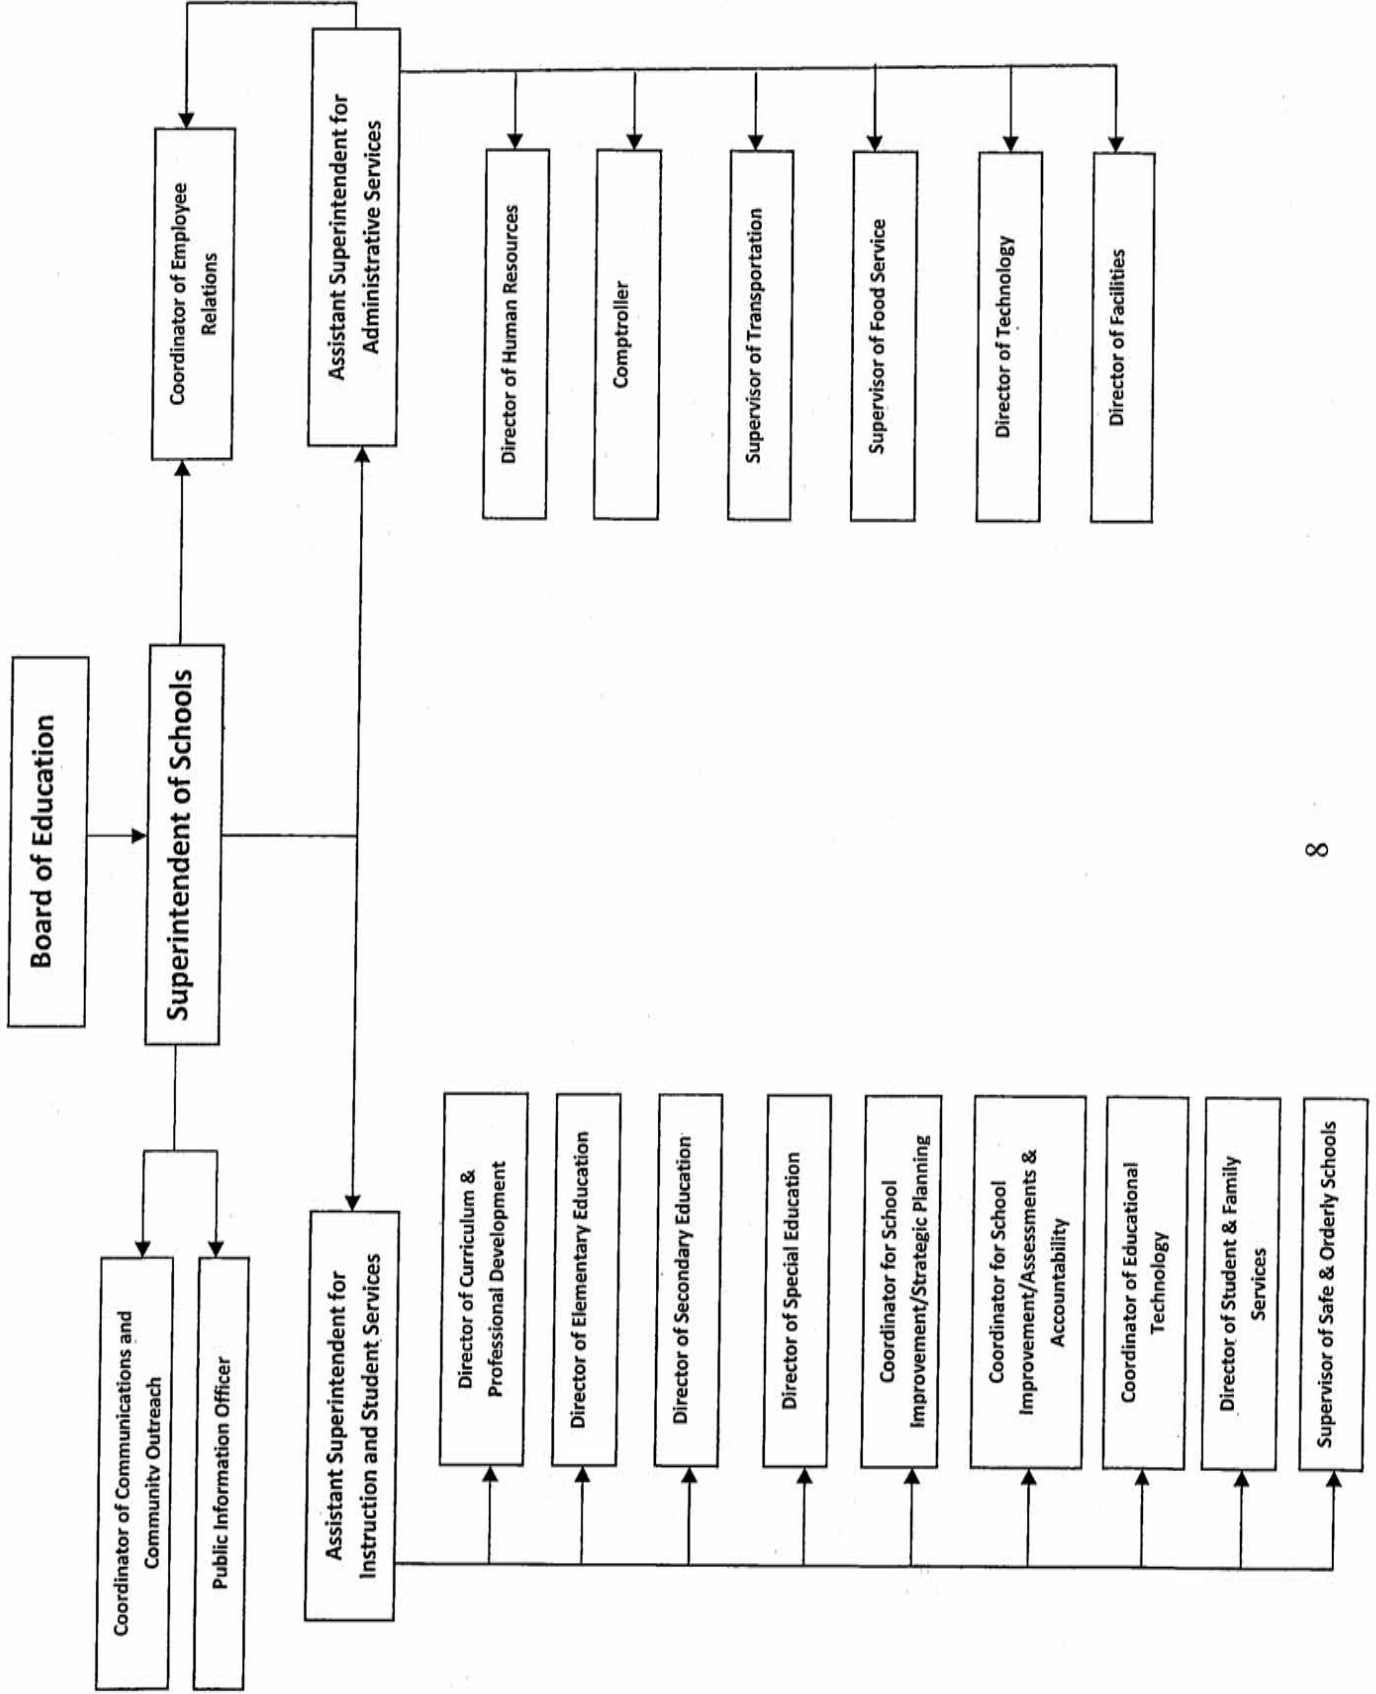 Board of Education
Superintendent of Schools
Coordinator of Communications and
Community Outreach
Public Information Officer
Coordinator of Employee
Relations
Assistant Superintendent for
Instruction and Student Services
Assistant Superintendent for
Administrative Services
Director of Curriculum &
Professional Development
Director of Elementary Education
Director of Secondary Education
Director of Special Education
Coordinator for School
Improvement/Strategic Planning
Coordinator for School
Improvement/Assessments &
Accountability
Coordinator of Educational
Technology
Director of Student & Family
Services
Supervisor of Safe & Orderly Schools
Director of Human Resources
Comptroller
Supervisor of Transportation
Supervisor of Food Service
Director of Technology
Director of Facilities
8